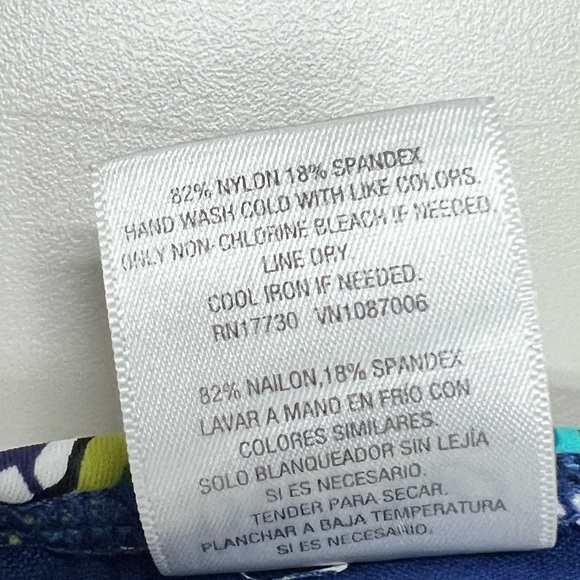 82% NYLON 18% SPANDEX
HAND WASH COLD WITH LIKE COLORS.
ONLY NON-CHLORINE BLEACH IF NEEDED.
LINE DRY.
COOL IRON IF NEEDED.
RN17730 VN1087006
82% NAILON, 18% SPANDEX
LAVAR A MANO EN FRÍO CON
COLORES SIMILARES.
SOLO BLANQUEADOR SIN LEJÍA
SI ES NECESARIO.
TENDER PARA SECAR.
PLANCHAR A BAJA TEMPERATURA
SI ES NECESARIO.